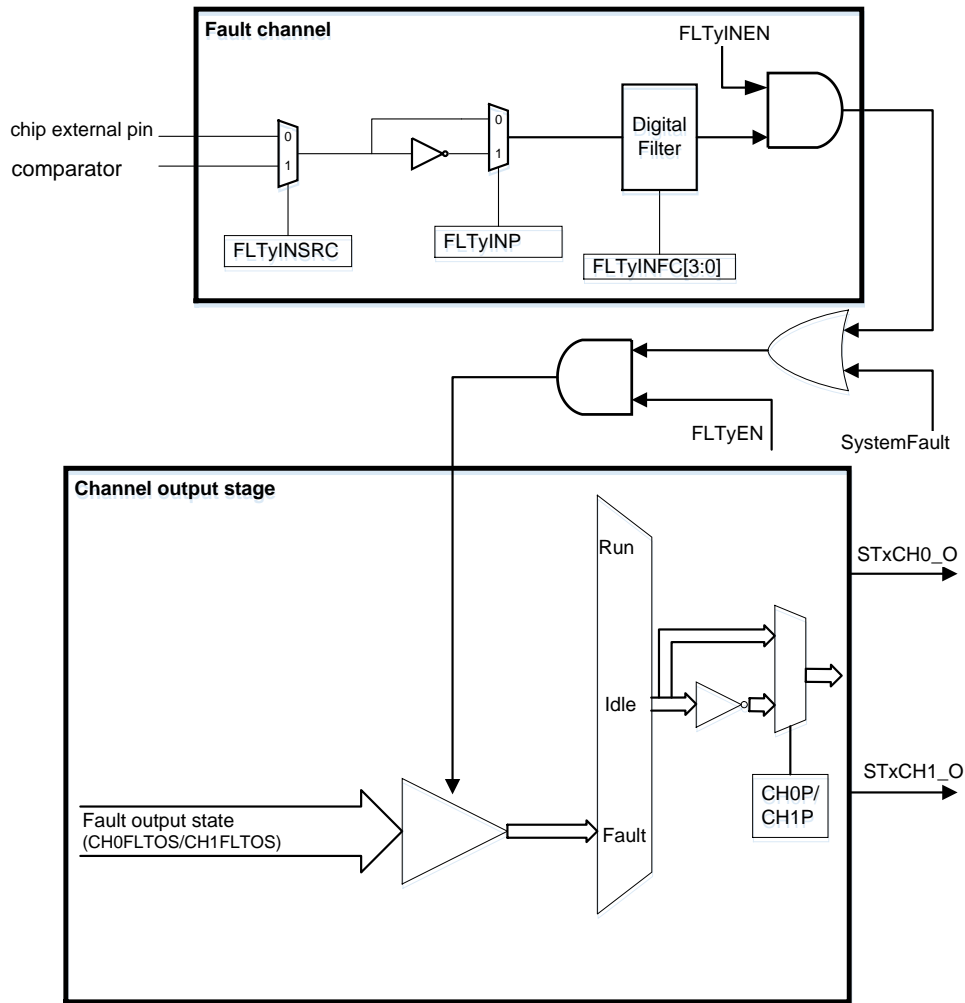 Fault channel
FLTyINEN
chip external pin
comparator
0
1
0
1
Digital
Filter
FLTyINSRC
FLTyINP
FLTyINFC[3:0]
FLTyEN
SystemFault
Channel output stage
Run
STxCH0_O
Idle
STxCH1_O
CH0P/
CH1P
Fault output state
(CH0FLTOS/CH1FLTOS)
Fault